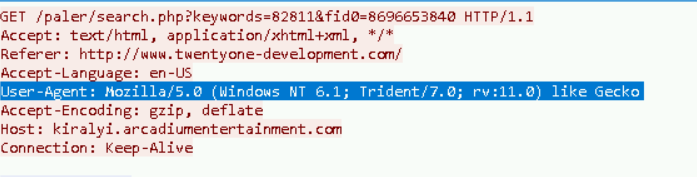 GET /paler/search.php?keywords=82811&fid0=8696653840 HTTP/1.1
Accept: text/html, application/xhtml+xml, */*
Referer: http://www.twentyone-development.com/
Accept-Language: en-US
User-Agent: Mozilla/5.0 (Windows NT 6.1; Trident/7.0; rv:11.0) like Gecko
Accept-Encoding: gzip, deflate
Host: kiralyi.arcadiumentertainment.com
Connection: Keep-Alive